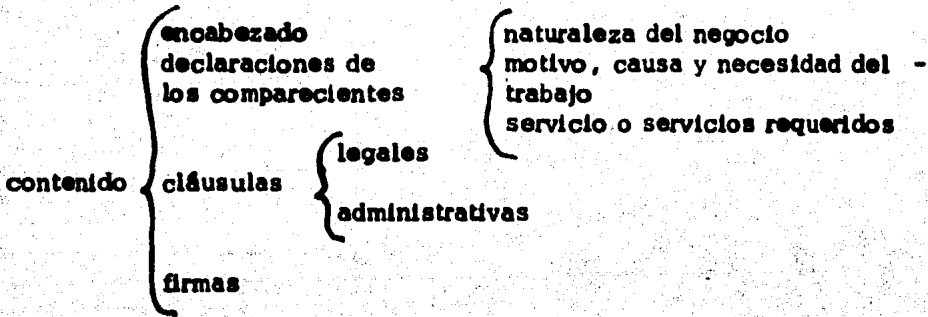 encabezado
declaraciones de
los comparecientes
naturaleza del negocio
motivo, causa y necesidad del -
trabajo
servicio o servicios requeridos
contenido
cláusulas
legales
administrativas
firmas